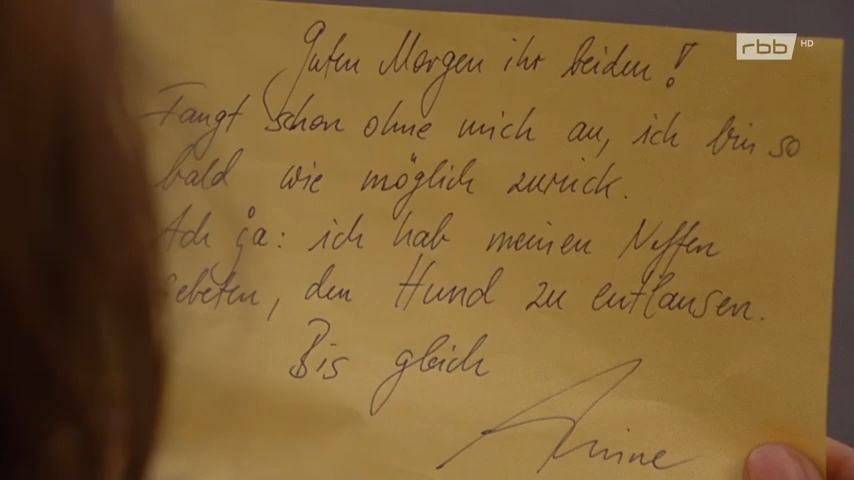 rbb HD
Guten Morgen ihr beiden!
Fangt schon ohne mich an, ich bin so
bald wie möglich zurück.
Ach ja: ich hab meinen Neffen
gebeten, den Hund zu entlausen.
Bis gleich